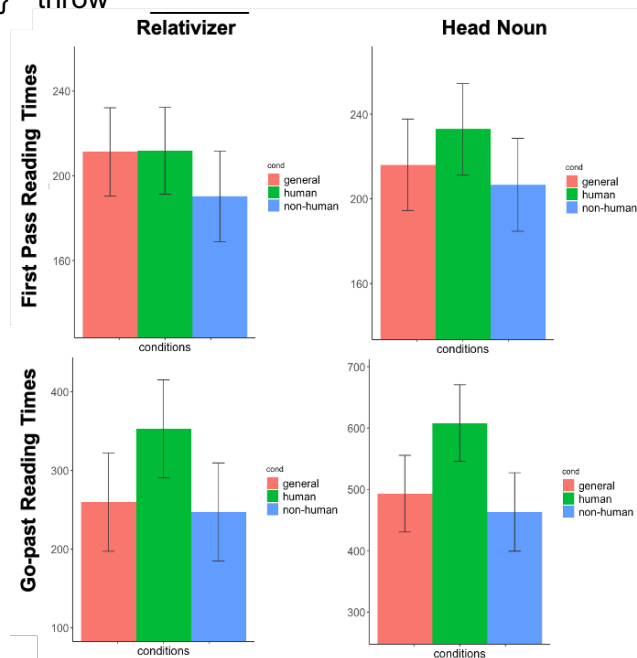 } throw
Relativizer
Head Noun
First Pass Reading Times
240
200
160
cond
general
human
non-human
conditions
240
200
160
cond
general
human
non-human
conditions
Go-past Reading Times
400
300
200
100
cond
general
human
non-human
conditions
700
600
500
400
300
cond
general
human
non-human
conditions